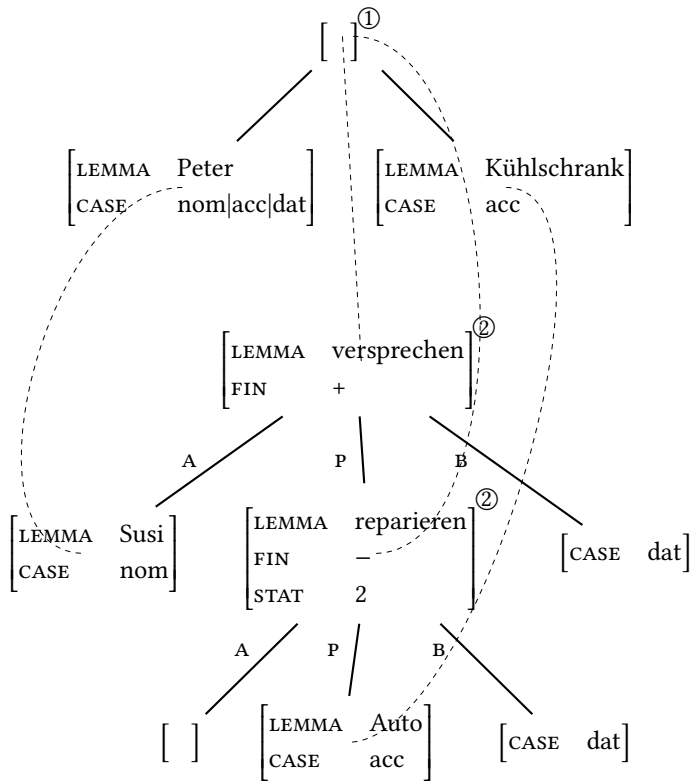 [ ]①
[LEMMA Peter
CASE nom|acc|dat]
[LEMMA Kühlschrank
CASE acc]
[LEMMA versprechen
FIN +]②
A P B
[LEMMA Susi
CASE nom]
[LEMMA reparieren
FIN –
STAT 2]②
[CASE dat]
A P B
[ ]
[LEMMA Auto
CASE acc]
[CASE dat]